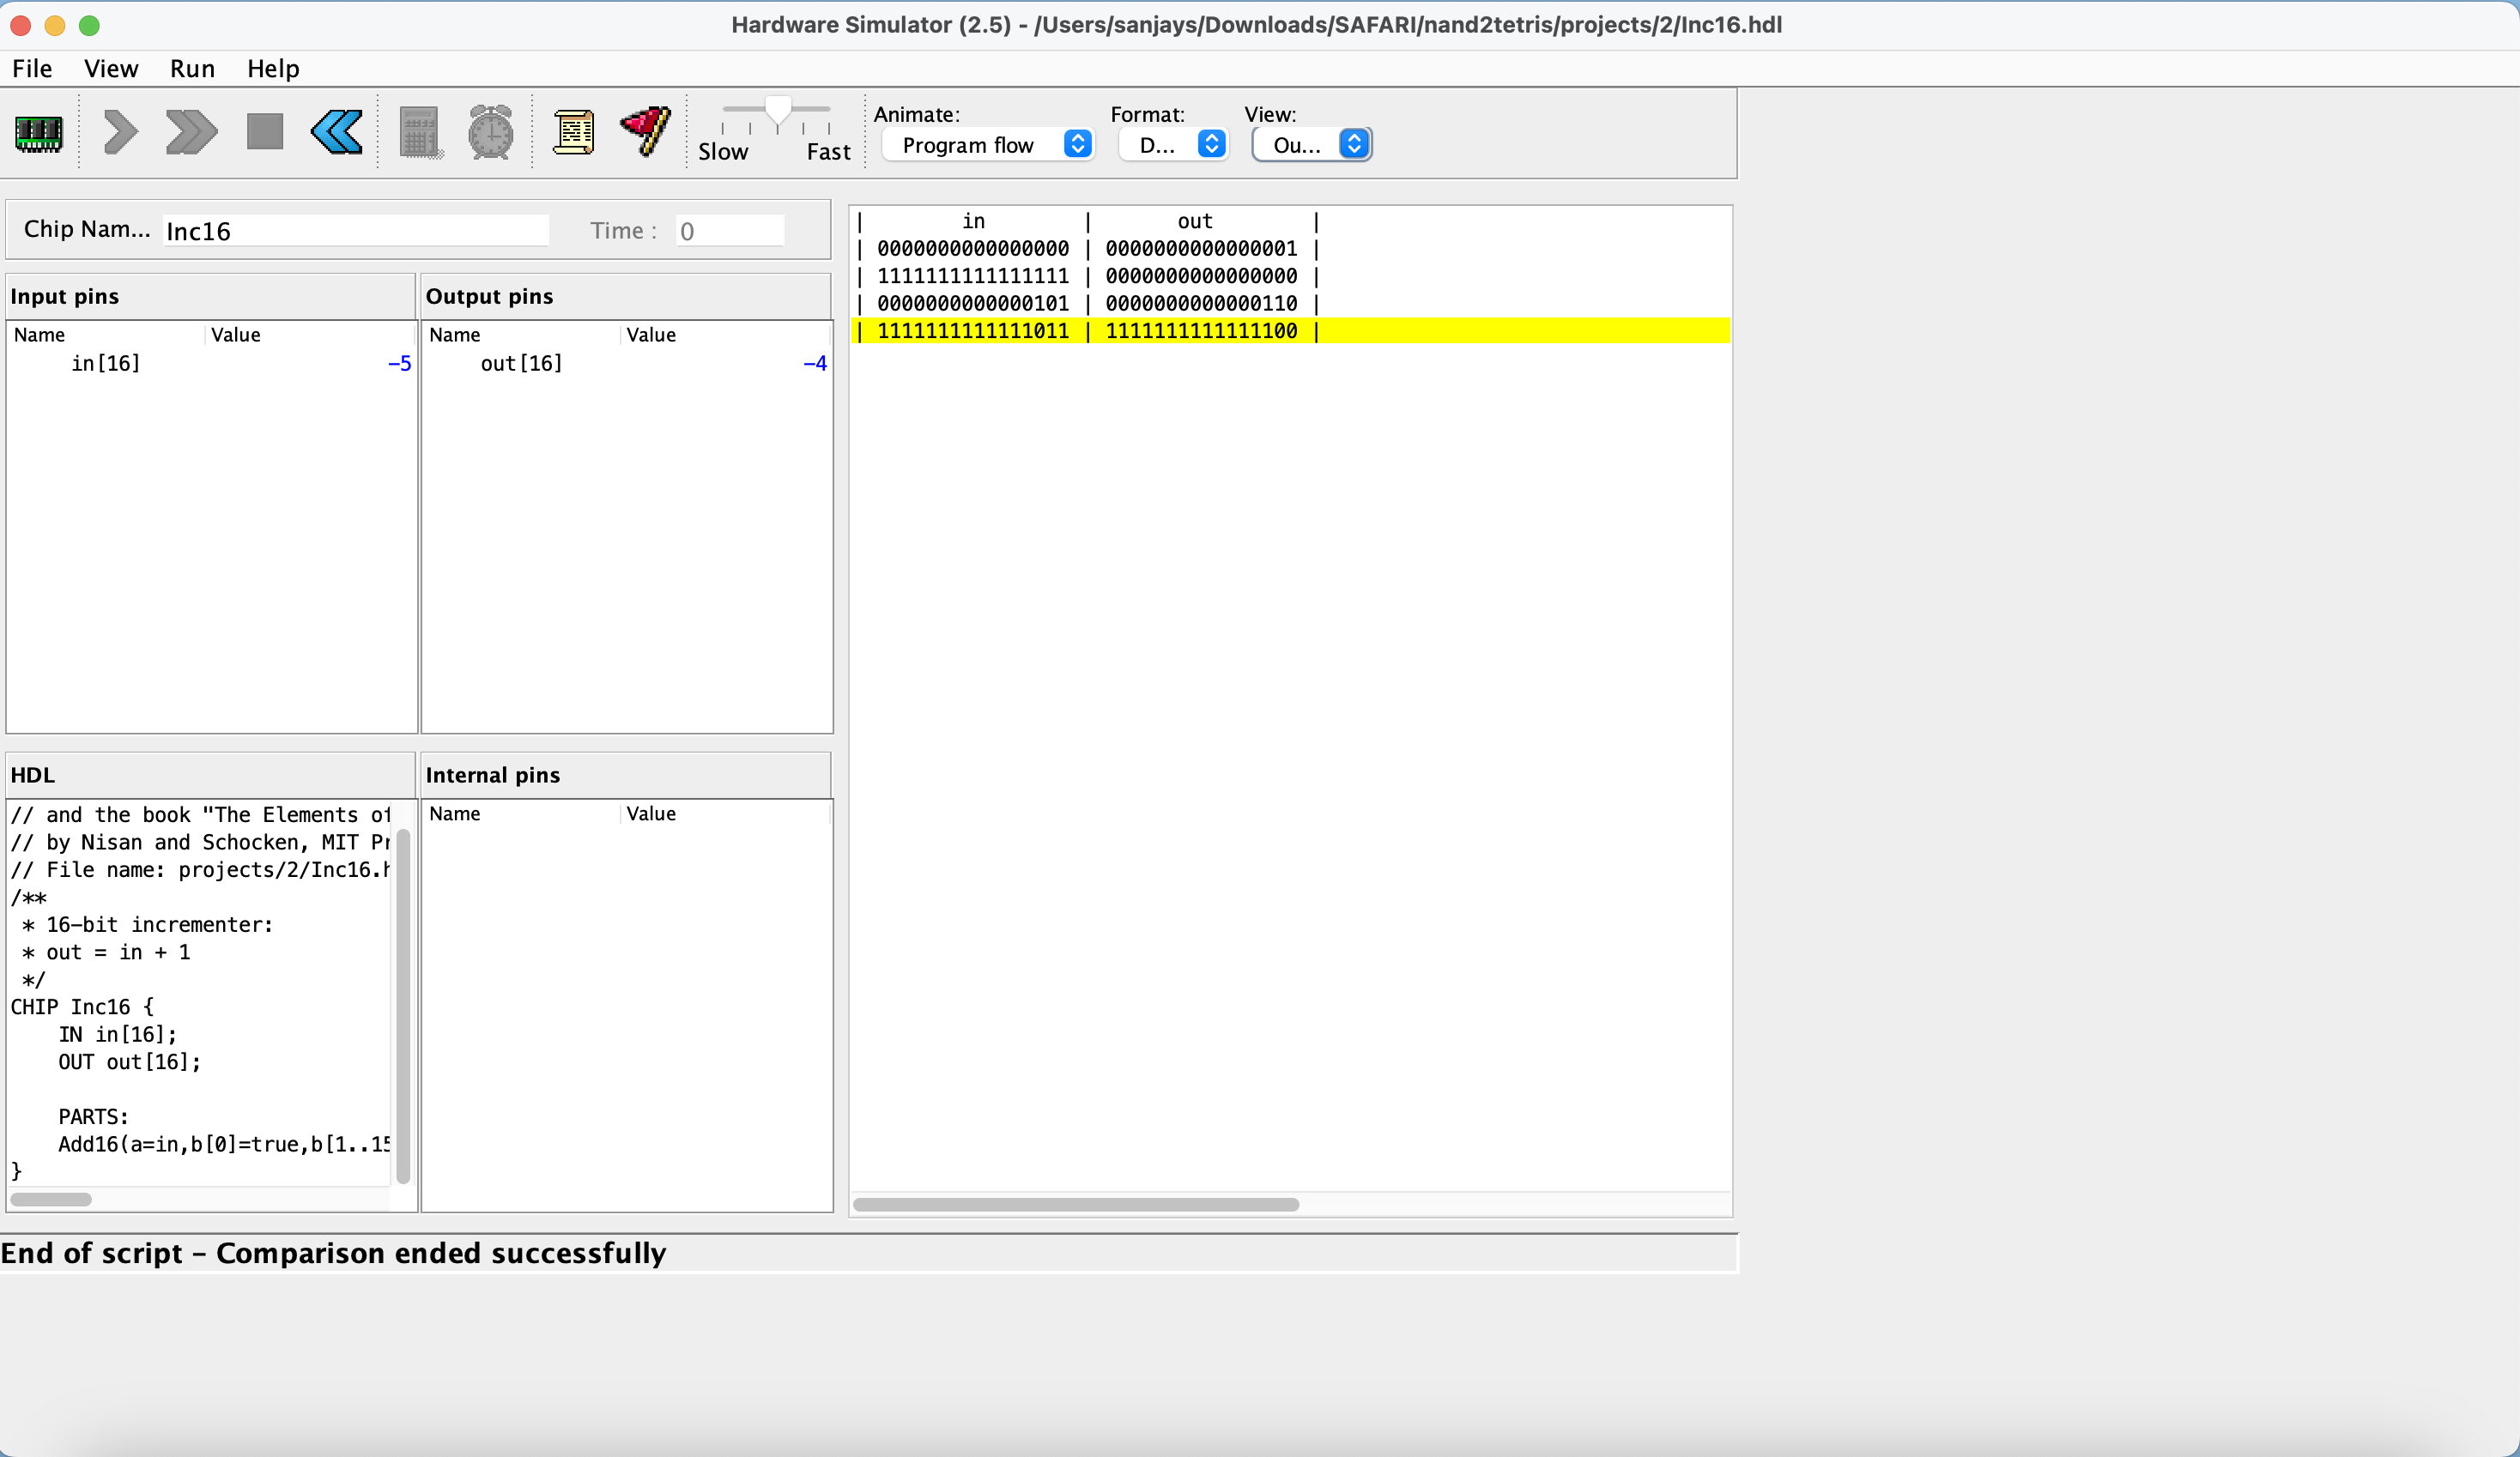 Hardware Simulator (2.5) - /Users/sanjays/Downloads/SAFARI/nand2tetris/projects/2/Inc16.hdl
File View Run Help
Animate: Format: View:
Slow Fast Program flow D... Ou...
Chip Nam... Inc16 Time : 0
Input pins
Name Value
in[16] -5
Output pins
Name Value
out[16] -4
HDL
// and the book "The Elements of
// by Nisan and Schocken, MIT Pr
// File name: projects/2/Inc16.h
/**
* 16-bit incrementer:
* out = in + 1
*/
CHIP Inc16 {
IN in[16];
OUT out[16];
PARTS:
Add16(a=in,b[0]=true,b[1..15
}
Internal pins
Name Value
| in | out |
| 0000000000000000 | 0000000000000001 |
| 1111111111111111 | 0000000000000000 |
| 0000000000000101 | 0000000000000110 |
| 1111111111111011 | 1111111111111100 |
End of script - Comparison ended successfully